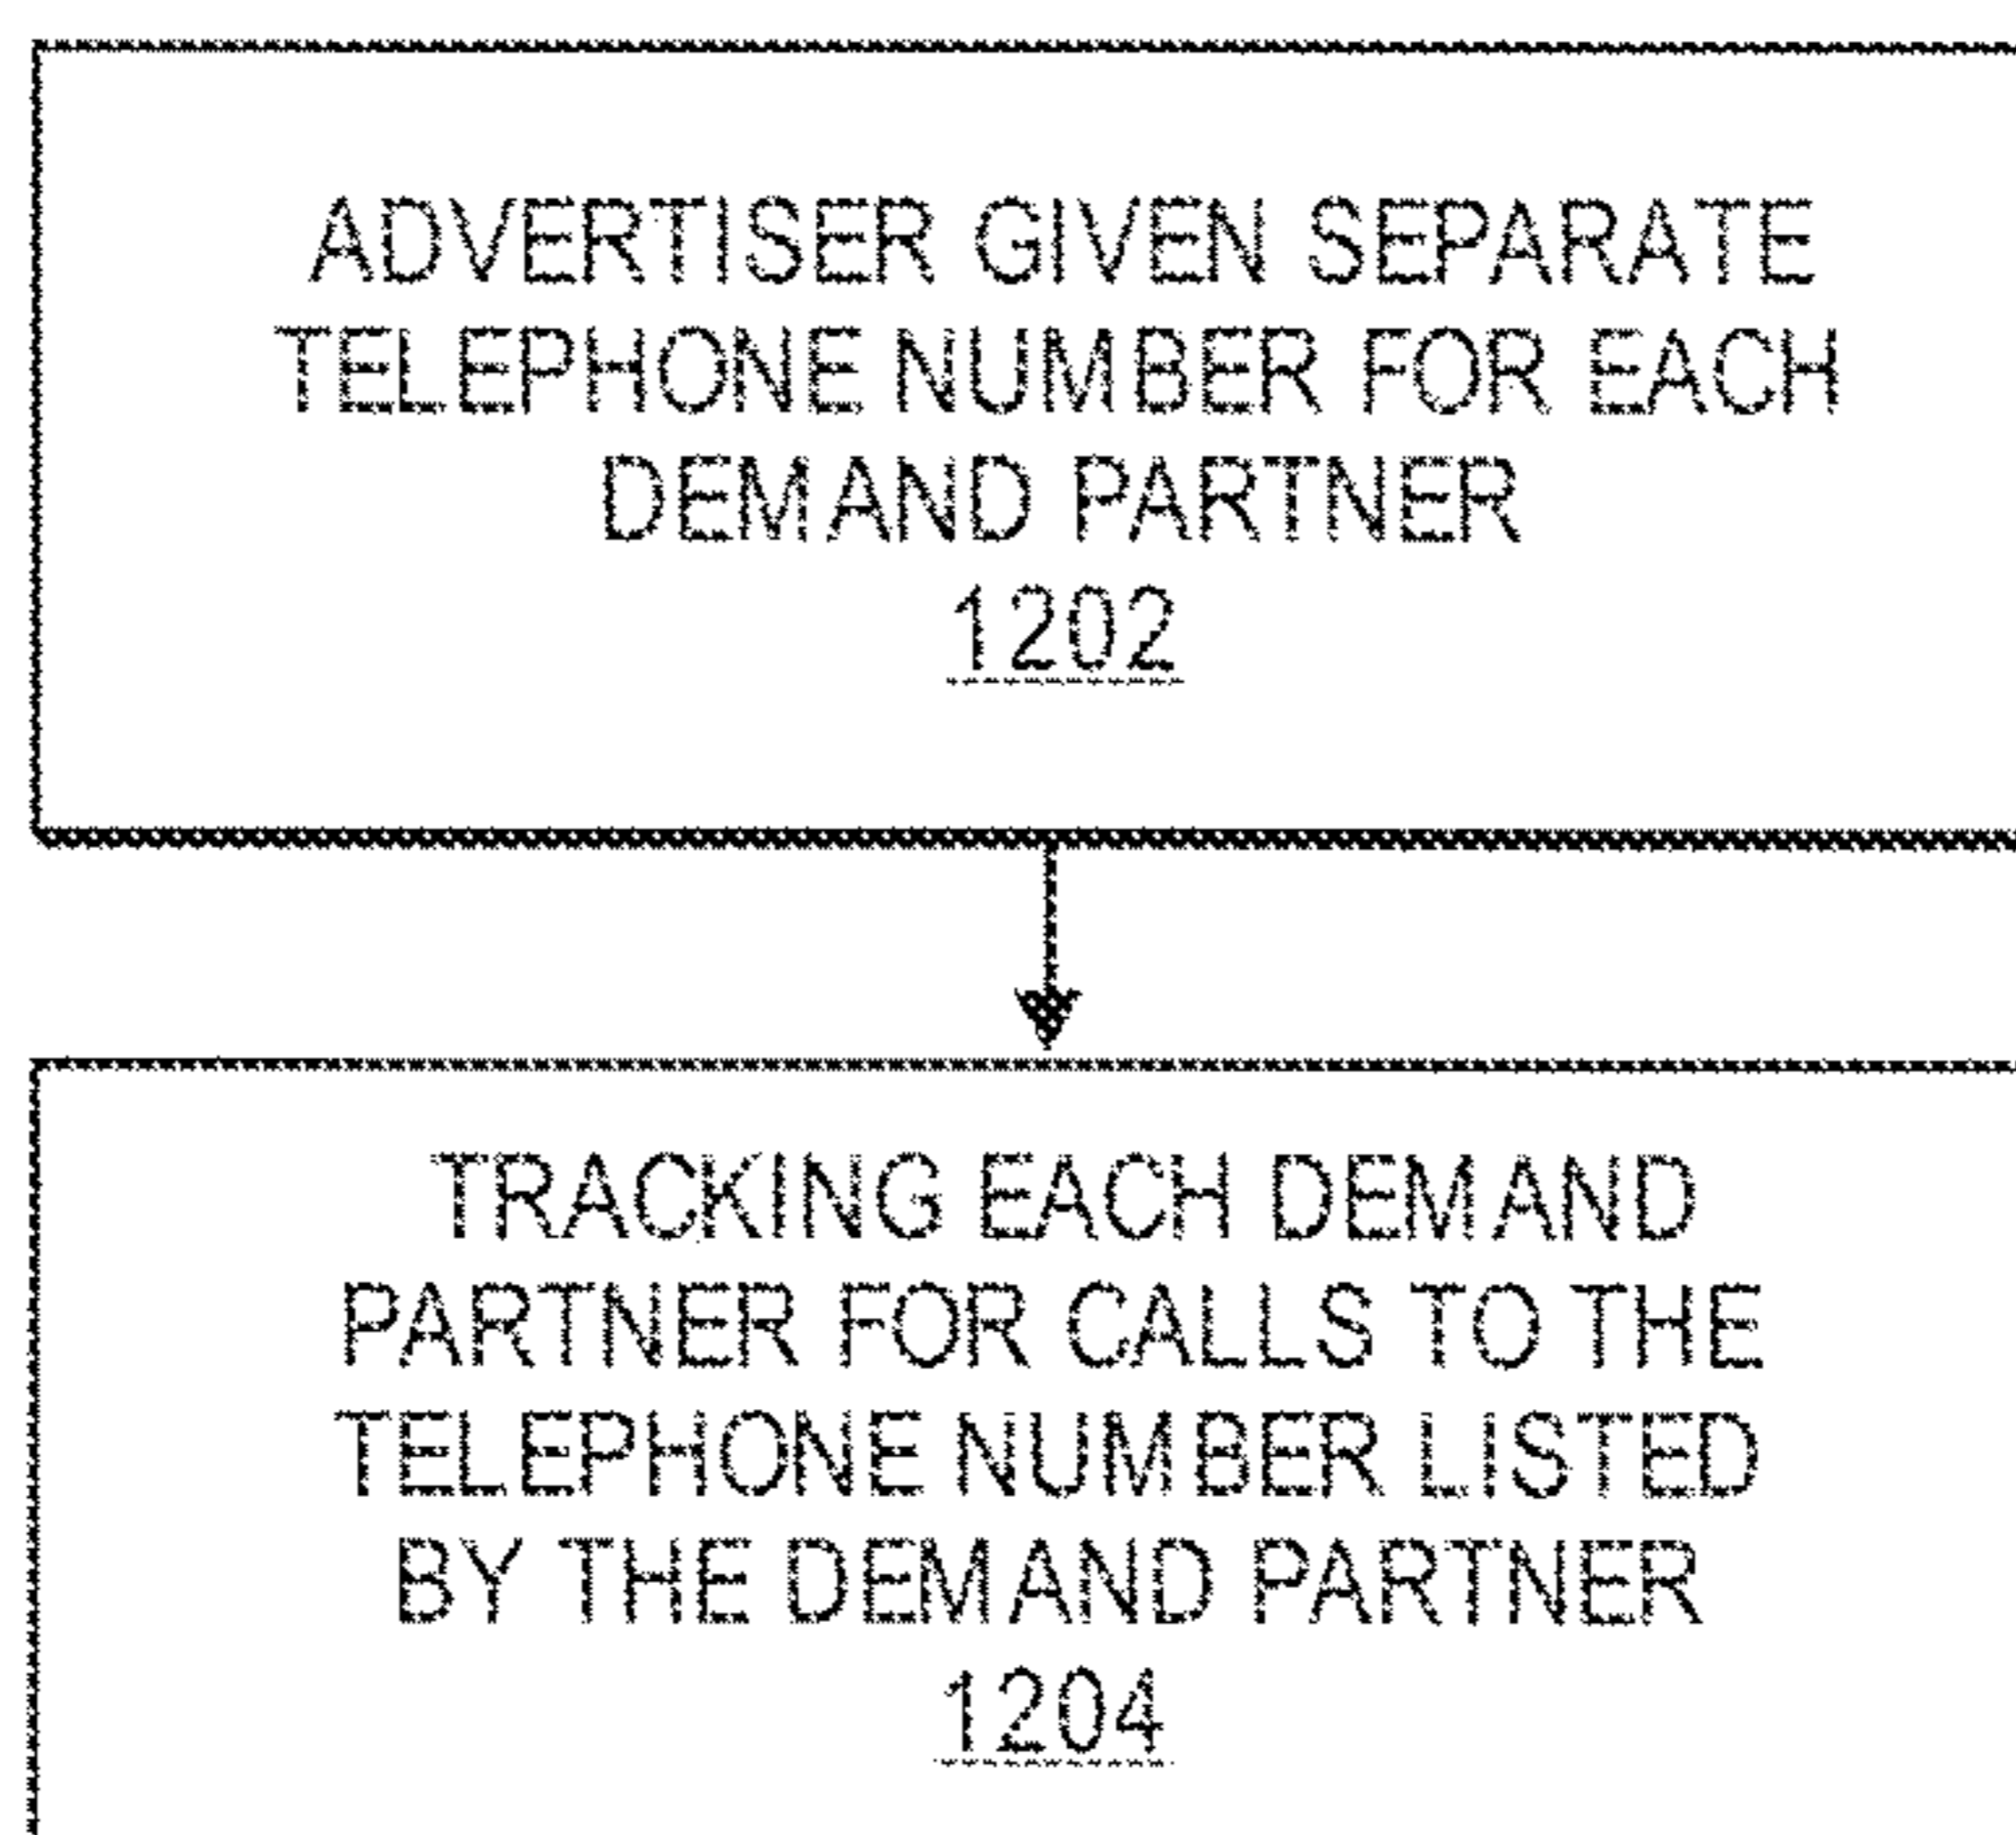 ADVERTISER GIVEN SEPARATE
TELEPHONE NUMBER FOR EACH
DEMAND PARTNER
1202
TRACKING EACH DEMAND
PARTNER FOR CALLS TO THE
TELEPHONE NUMBER LISTED
BY THE DEMAND PARTNER
1204